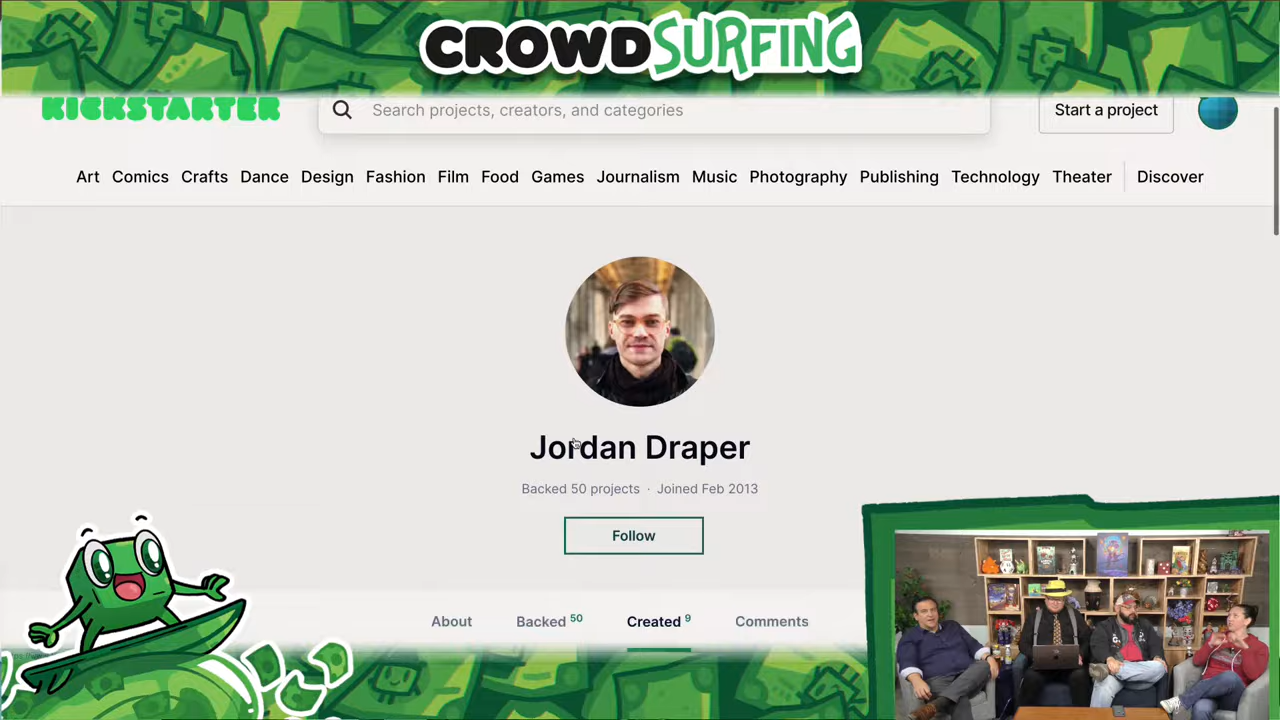 CROWDSURFING
KICKSTARTER
Search projects, creators, and categories
Start a project
Art Comics Crafts Dance Design Fashion Film Food Games Journalism Music Photography Publishing Technology Theater Discover
Jordan Draper
Backed 50 projects · Joined Feb 2013
Follow
About Backed 50 Created 9 Comments